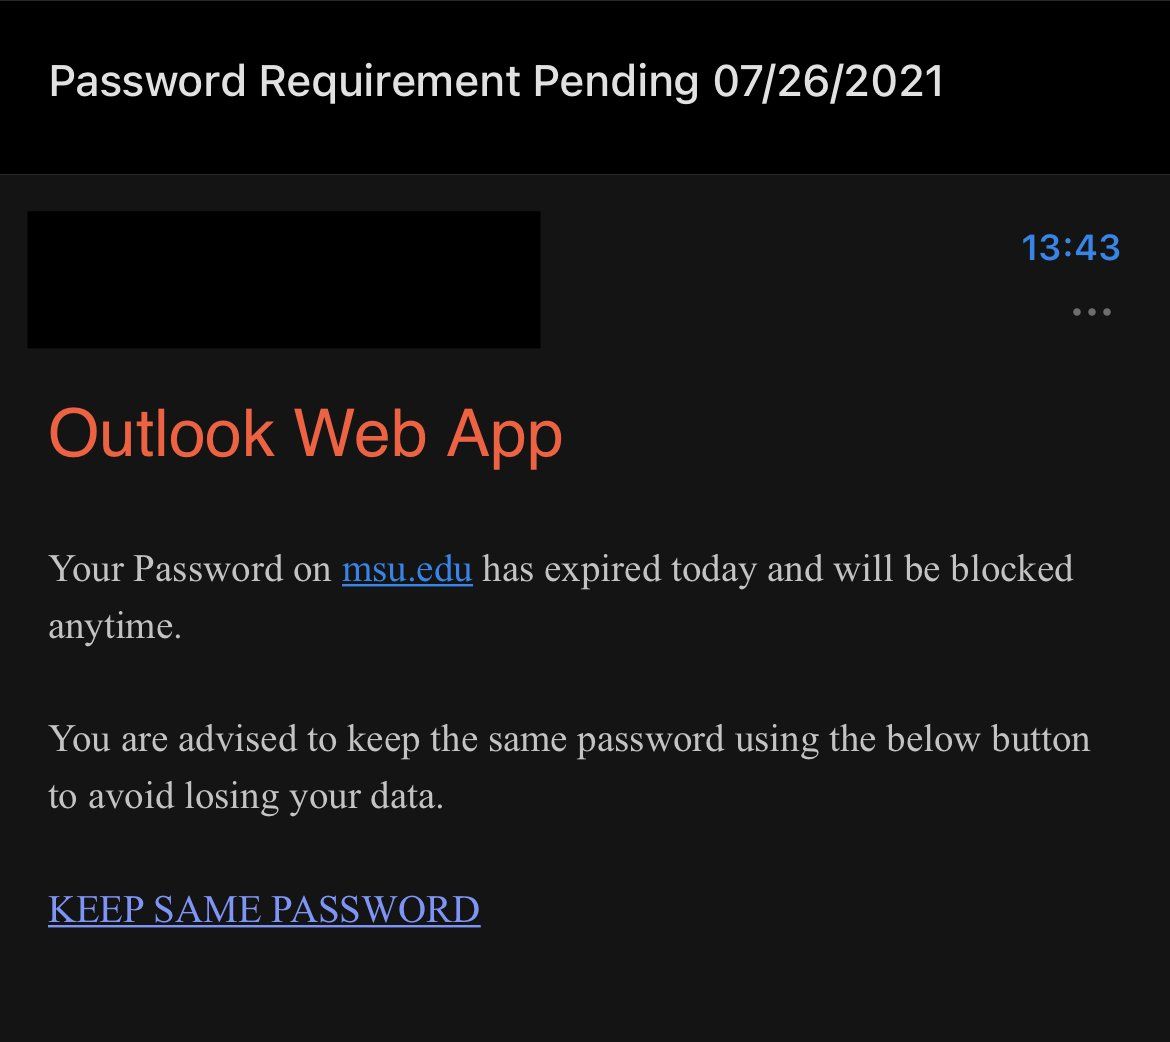 Password Requirement Pending 07/26/2021
13:43
Outlook Web App
Your Password on msu.edu has expired today and will be blocked
anytime.
You are advised to keep the same password using the below button
to avoid losing your data.
KEEP SAME PASSWORD